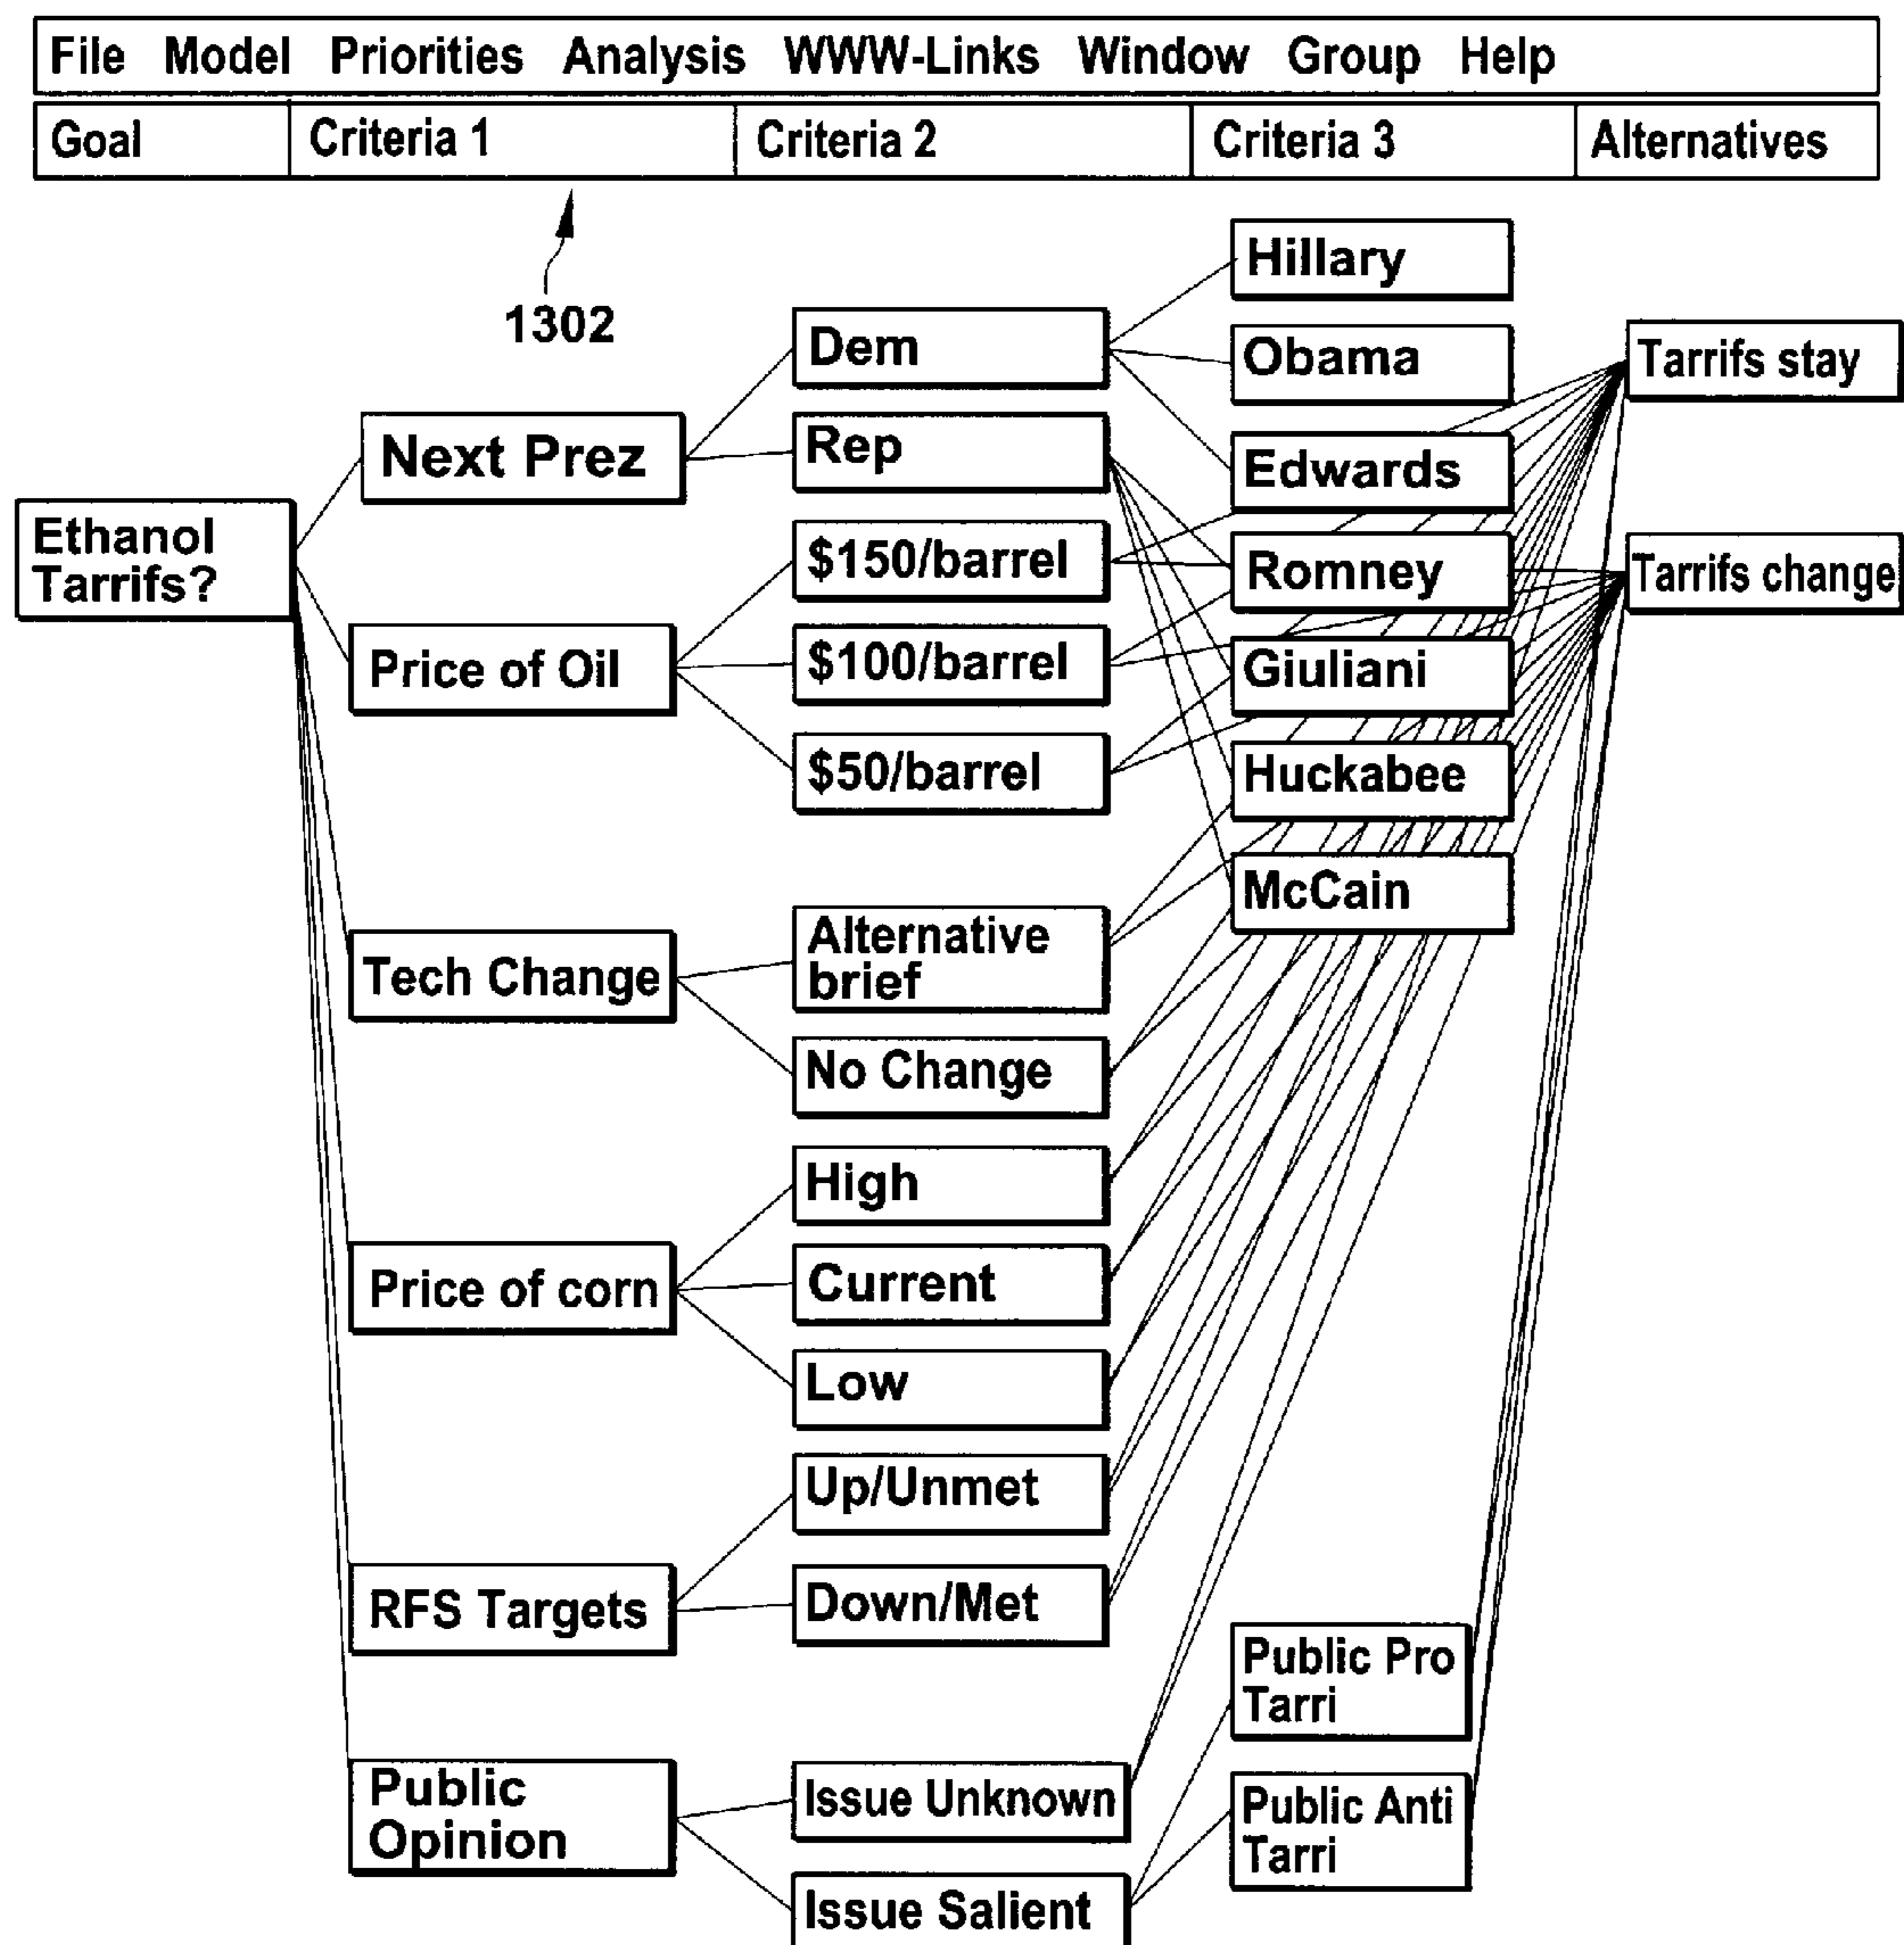 File Model Priorities Analysis WWW-Links Window Group Help
Goal Criteria 1 Criteria 2 Criteria 3 Alternatives
1302
Ethanol
Tarrifs?
Next Prez
Price of Oil
Tech Change
Price of corn
RFS Targets
Public
Opinion
Dem
Rep
$150/barrel
$100/barrel
$50/barrel
Alternative
brief
No Change
High
Current
Low
Up/Unmet
Down/Met
Issue Unknown
Issue Salient
Hillary
Obama
Edwards
Romney
Giuliani
Huckabee
McCain
Public Pro
Tarri
Public Anti
Tarri
Tarrifs stay
Tarrifs change